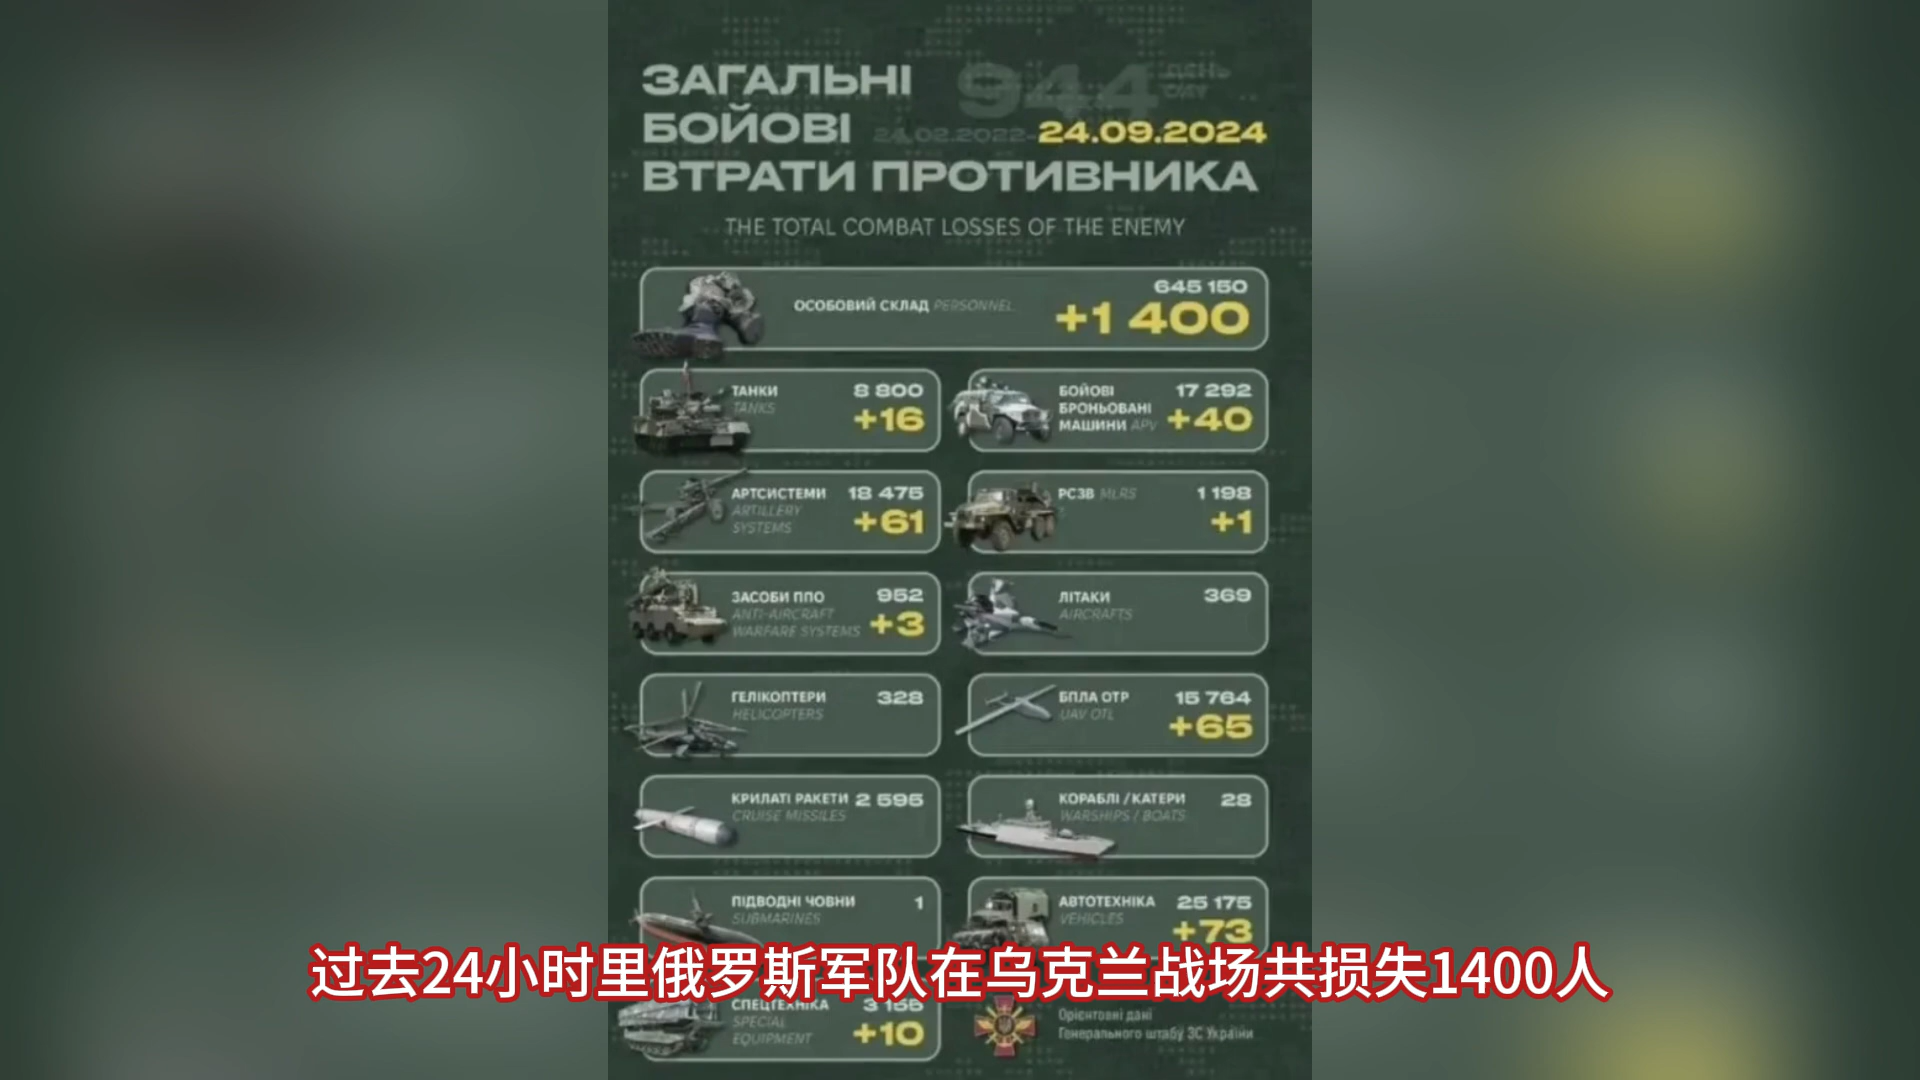 ЗАГАЛЬНІ
944 ДЕНЬ
DAY
БОЙОВІ
24.02.2022-24.09.2024
ВТРАТИ ПРОТИВНИКА
THE TOTAL COMBAT LOSSES OF THE ENEMY
ОСОБОВИЙ СКЛАД PERSONNEL
645 150
+1 400
ТАНКИ 8 800
TANKS
+16
БОЙОВІ 17 292
БРОНЬОВАНІ
МАШИНИ APV +40
АРТСИСТЕМИ 18 475
ARTILLERY
SYSTEMS
+61
РСЗВ MLRS 1 198
+1
ЗАСОБИ ППО 952
ANTI-AIRCRAFT
WARFARE SYSTEMS +3
ЛІТАКИ 369
AIRCRAFTS
ГЕЛІКОПТЕРИ 328
HELICOPTERS
БПЛА ОТР 15 764
UAV OTL
+65
КРИЛАТІ РАКЕТИ 2 595
CRUISE MISSILES
КОРАБЛІ /КАТЕРИ 28
WARSHIPS / BOATS
ПІДВОДНІ ЧОВНИ 1
SUBMARINES
АВТОТЕХНІКА 25 175
VEHICLES
+73
过去24小时里俄罗斯军队在乌克兰战场共损失1400人
СПЕЦТЕХНІКА 3 155
SPECIAL
EQUIPMENT +10
Орієнтовні дані
Генерального штабу ЗС України